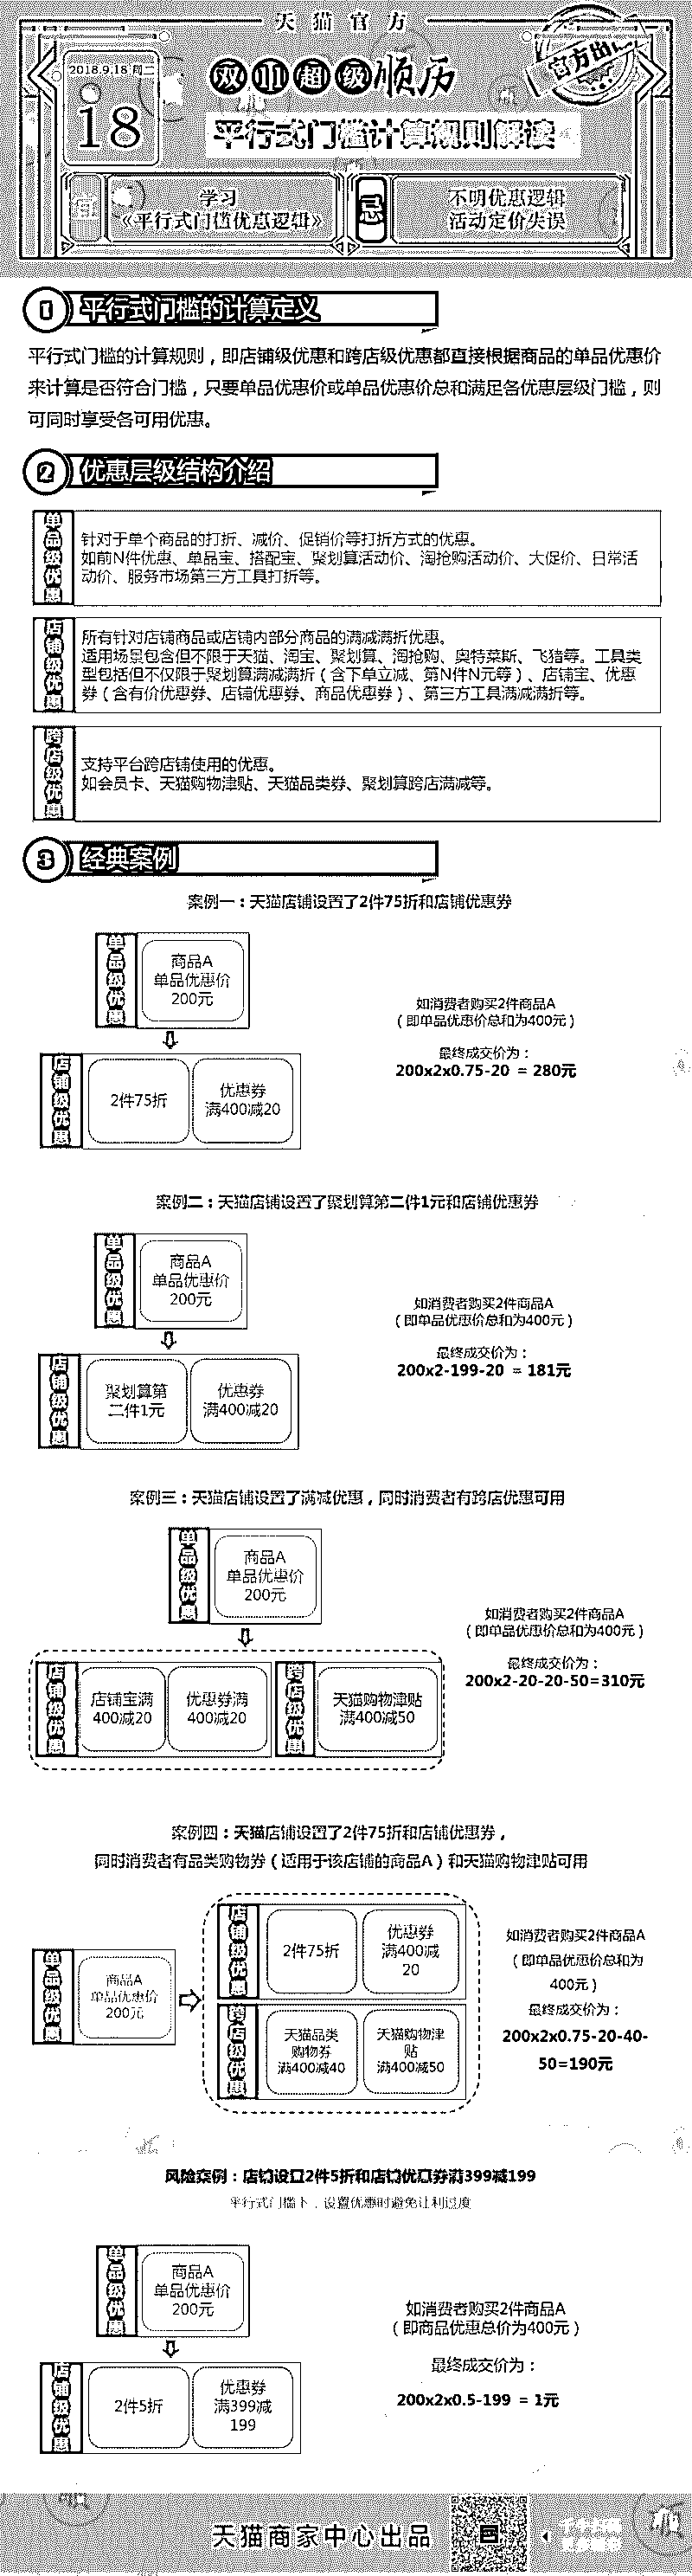 天猫官方
官方出品
2018.9.18 周二
18
双11超级顺历
平行式门槛计算规则解读
宜
学习
《平行式门槛优惠逻辑》
忌
不明优惠逻辑
活动定价失误
1 平行式门槛的计算定义
平行式门槛的计算规则，即店铺级优惠和跨店级优惠都直接根据商品的单品优惠价
来计算是否符合门槛，只要单品优惠价或单品优惠价总和满足各优惠层级门槛，则
可同时享受各可用优惠。
2 优惠层级结构介绍
单品级优惠
针对于单个商品的打折、减价、促销价等打折方式的优惠。
如前N件优惠、单品宝、搭配宝、聚划算活动价、淘抢购活动价、大促价、日常活
动价、服务市场第三方工具打折等。
店铺级优惠
所有针对店铺商品或店铺内部分商品的满减满折优惠。
适用场景包含但不限于天猫、淘宝、聚划算、淘抢购、奥特莱斯、飞猪等。工具类
型包括但不仅限于聚划算满减满折（含下单立减、第N件N元等）、店铺宝、优惠
券（含有价优惠券、店铺优惠券、商品优惠券）、第三方工具满减满折等。
跨店级优惠
支持平台跨店铺使用的优惠。
如会员卡、天猫购物津贴、天猫品类券、聚划算跨店满减等。
3 经典案例
案例一：天猫店铺设置了2件75折和店铺优惠券
单品级优惠
商品A
单品优惠价
200元
店铺级优惠
2件75折
优惠券
满400减20
如消费者购买2件商品A
（即单品优惠价总和为400元）
最终成交价为：
200x2x0.75-20 = 280元
案例二：天猫店铺设置了聚划算第二件1元和店铺优惠券
单品级优惠
商品A
单品优惠价
200元
店铺级优惠
聚划算第
二件1元
优惠券
满400减20
如消费者购买2件商品A
（即单品优惠价总和为400元）
最终成交价为：
200x2-199-20 = 181元
案例三：天猫店铺设置了满减优惠，同时消费者有跨店优惠可用
单品级优惠
商品A
单品优惠价
200元
店铺级优惠
店铺宝满
400减20
优惠券满
400减20
跨店级优惠
天猫购物津贴
满400减50
如消费者购买2件商品A
（即单品优惠价总和为400元）
最终成交价为：
200x2-20-20-50=310元
案例四：天猫店铺设置了2件75折和店铺优惠券，
同时消费者有品类购物券（适用于该店铺的商品A）和天猫购物津贴可用
单品级优惠
商品A
单品优惠价
200元
店铺级优惠
2件75折
优惠券
满400减
20
跨店级优惠
天猫品类
购物券
满400减40
天猫购物津
贴
满400减50
如消费者购买2件商品A
（即单品优惠价总和为
400元）
最终成交价为：
200x2x0.75-20-40-
50=190元
风险案例：店铺设置2件5折和店铺优惠券满399减199
平行式门槛下，设置优惠时避免让利过度
单品级优惠
商品A
单品优惠价
200元
店铺级优惠
2件5折
优惠券
满399减
199
如消费者购买2件商品A
（即商品优惠总价为400元）
最终成交价为：
200x2x0.5-199 = 1元
天猫商家中心出品
顺